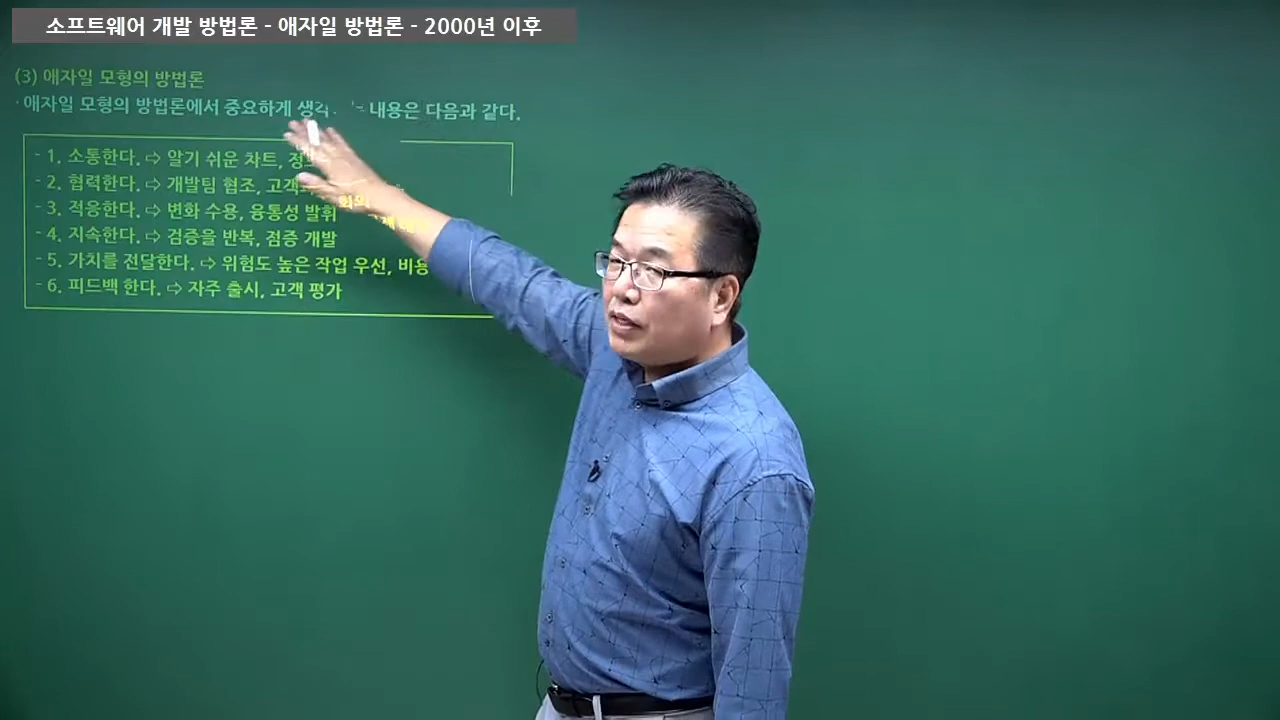 소프트웨어 개발 방법론 - 애자일 방법론 - 2000년 이후
(3) 애자일 모형의 방법론
·애자일 모형의 방법론에서 중요하게 내용은 다음과 같다.
- 1. 소통한다. ⇨ 알기 쉬운 차트,
- 2. 협력한다. ⇨ 개발팀 협조, 회의
- 3. 적응한다. ⇨ 변화 수용, 융통성 발휘
- 4. 지속한다. ⇨ 검증을 반복, 점증 개발
- 5. 가치를 전달한다. ⇨ 위험도 높은 작업 우선,
- 6. 피드백 한다. ⇨ 자주 출시, 고객 평가